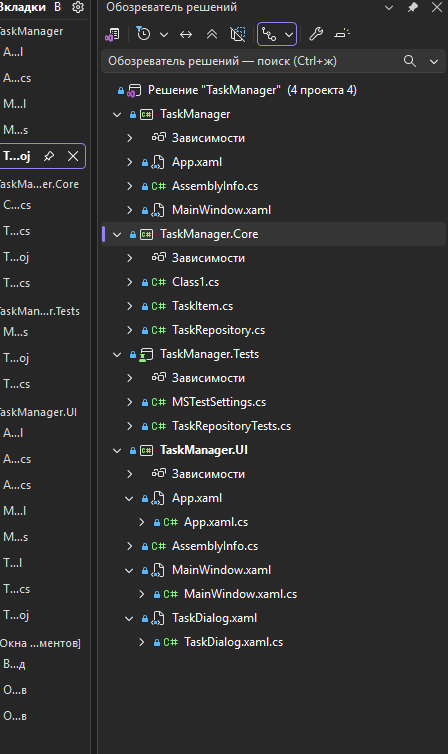 Вкладки В
TaskManager
A...l
A...cs
M...l
M...s
T...oj
TaskMa...er.Core
C...cs
T...cs
T...oj
T...cs
TaskMan...r.Tests
M...s
T...oj
T...cs
TaskManager.UI
A...l
A...cs
A...cs
M...l
M...s
T...l
T...cs
T...oj
[Окна ...ментов]
В...д
О...в
О...в
Обозреватель решений
Обозреватель решений — поиск (Ctrl+ж)
Решение "TaskManager" (4 проекта 4)
TaskManager
Зависимости
App.xaml
C# AssemblyInfo.cs
MainWindow.xaml
C# TaskManager.Core
Зависимости
C# Class1.cs
C# TaskItem.cs
C# TaskRepository.cs
TaskManager.Tests
Зависимости
C# MSTestSettings.cs
C# TaskRepositoryTests.cs
C# TaskManager.UI
Зависимости
App.xaml
C# App.xaml.cs
C# AssemblyInfo.cs
MainWindow.xaml
C# MainWindow.xaml.cs
TaskDialog.xaml
C# TaskDialog.xaml.cs